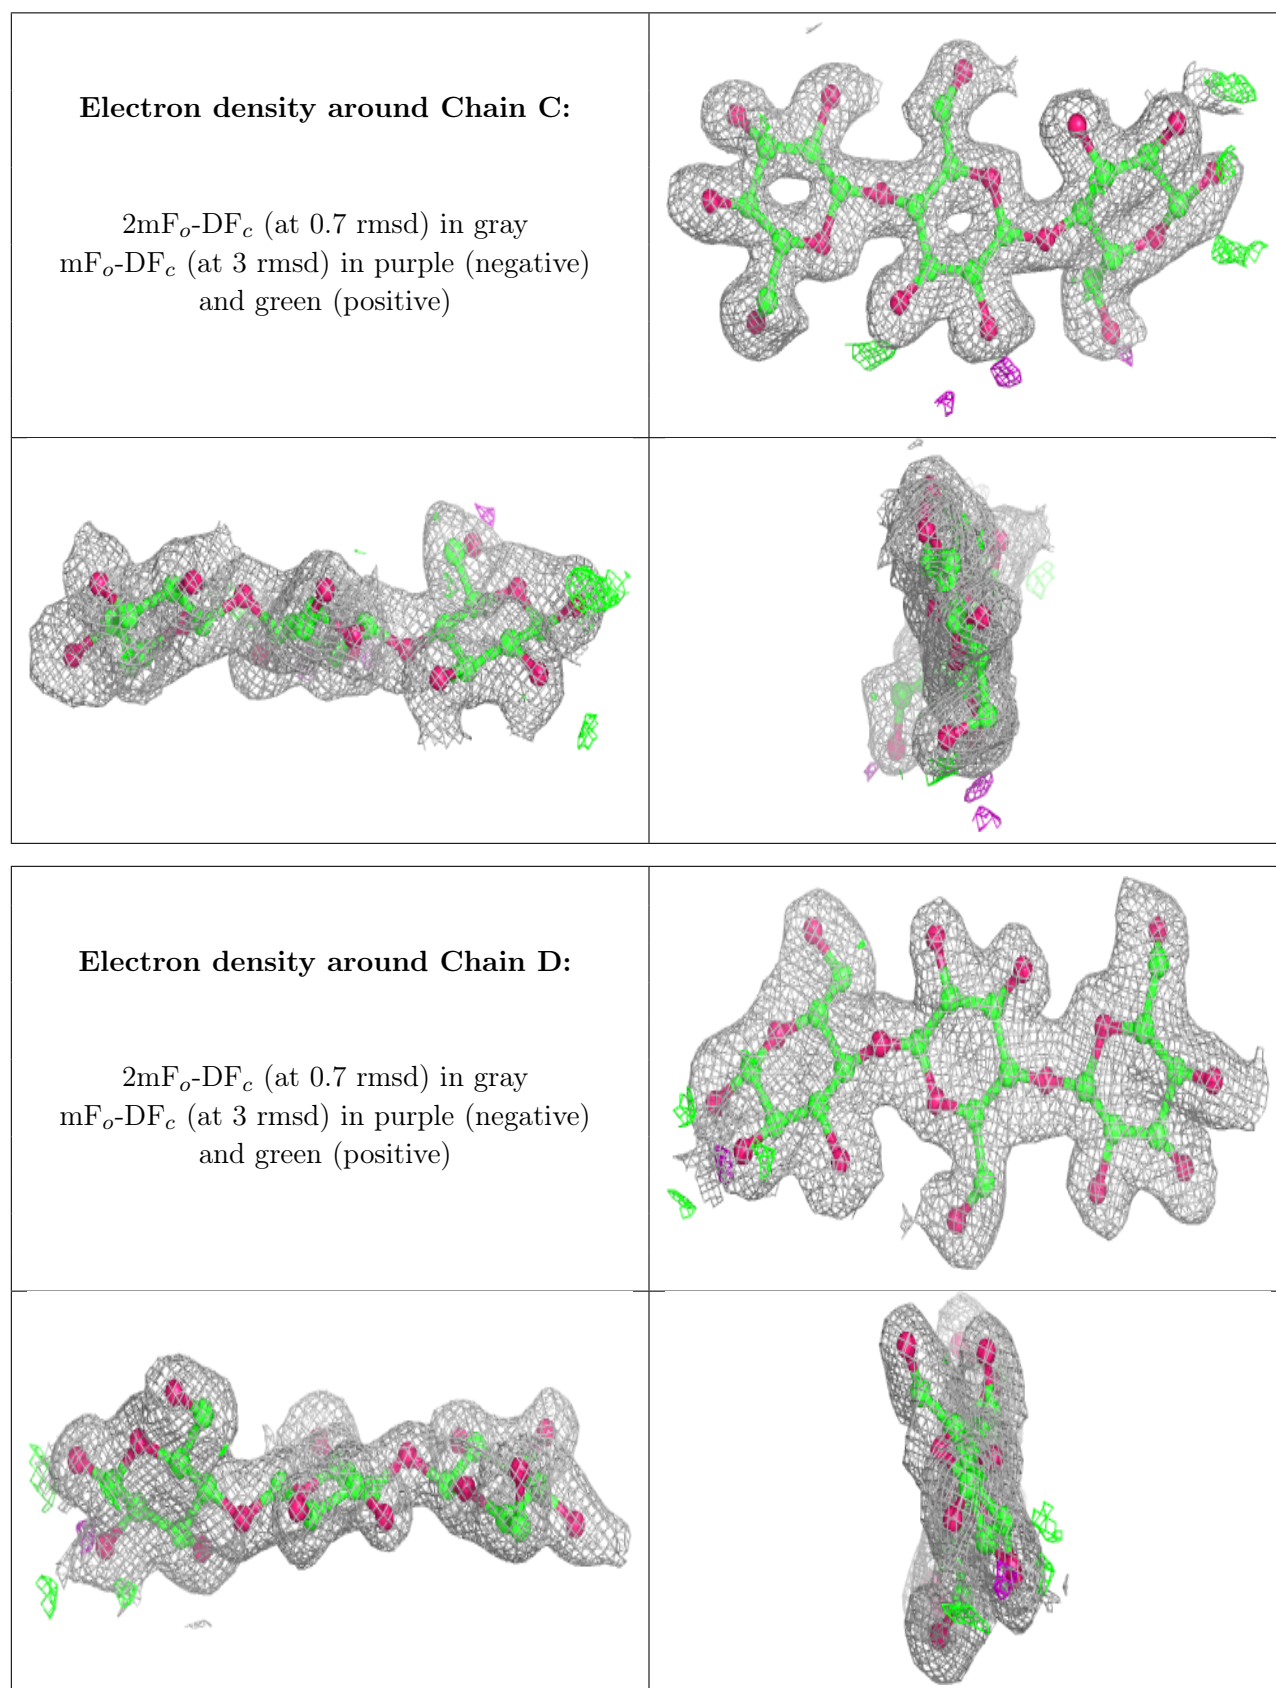 Electron density around Chain C:
2mFo-DFc (at 0.7 rmsd) in gray
mFo-DFc (at 3 rmsd) in purple (negative)
and green (positive)
Electron density around Chain D:
2mFo-DFc (at 0.7 rmsd) in gray
mFo-DFc (at 3 rmsd) in purple (negative)
and green (positive)